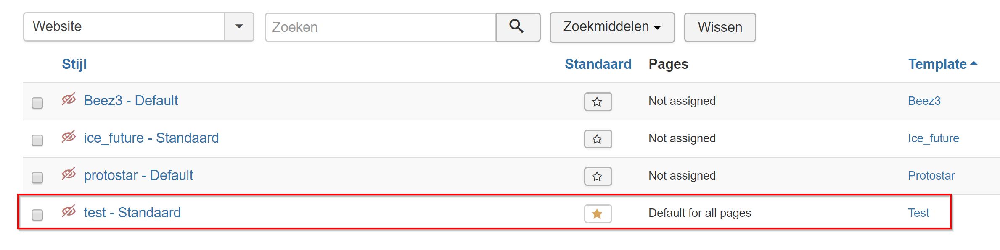 Website Zoeken Zoekmiddelen Wissen
Stijl Standaard Pages Template
Beez3 - Default Not assigned Beez3
ice_future - Standaard Not assigned Ice_future
protostar - Default Not assigned Protostar
test - Standaard Default for all pages Test